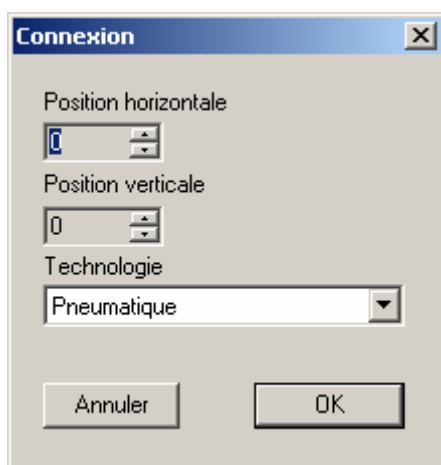 Connexion
Position horizontale
0
Position verticale
0
Technologie
Pneumatique
Annuler
OK